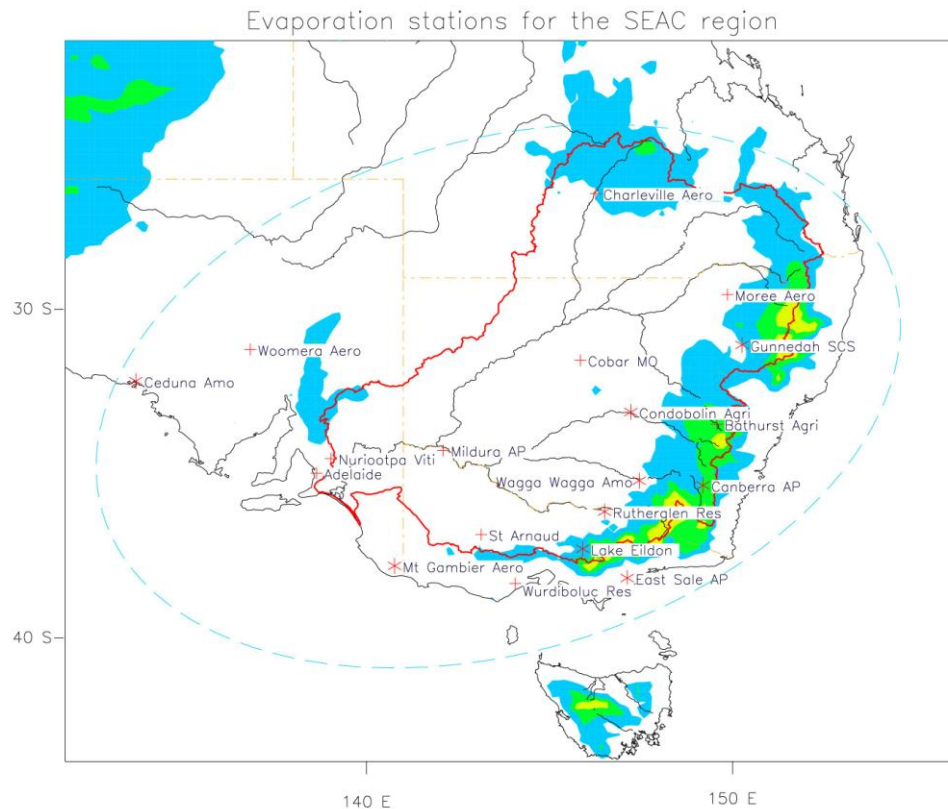 Evaporation stations for the SEAC region
Charleville Aero
Moree Aero
30 S
Gunnedah SCS
Woomera Aero
Cobar MO
Ceduna Amo
Condobolin Agri
Bathurst Agri
Mildura AP
Nuriootpa Viti
Adelaide
Wagga Wagga Amo
Canberra AP
Rutherglen Res
St Arnaud
Lake Eildon
Mt Gambier Aero
East Sale AP
Wurdiboluc Res
40 S
140 E
150 E